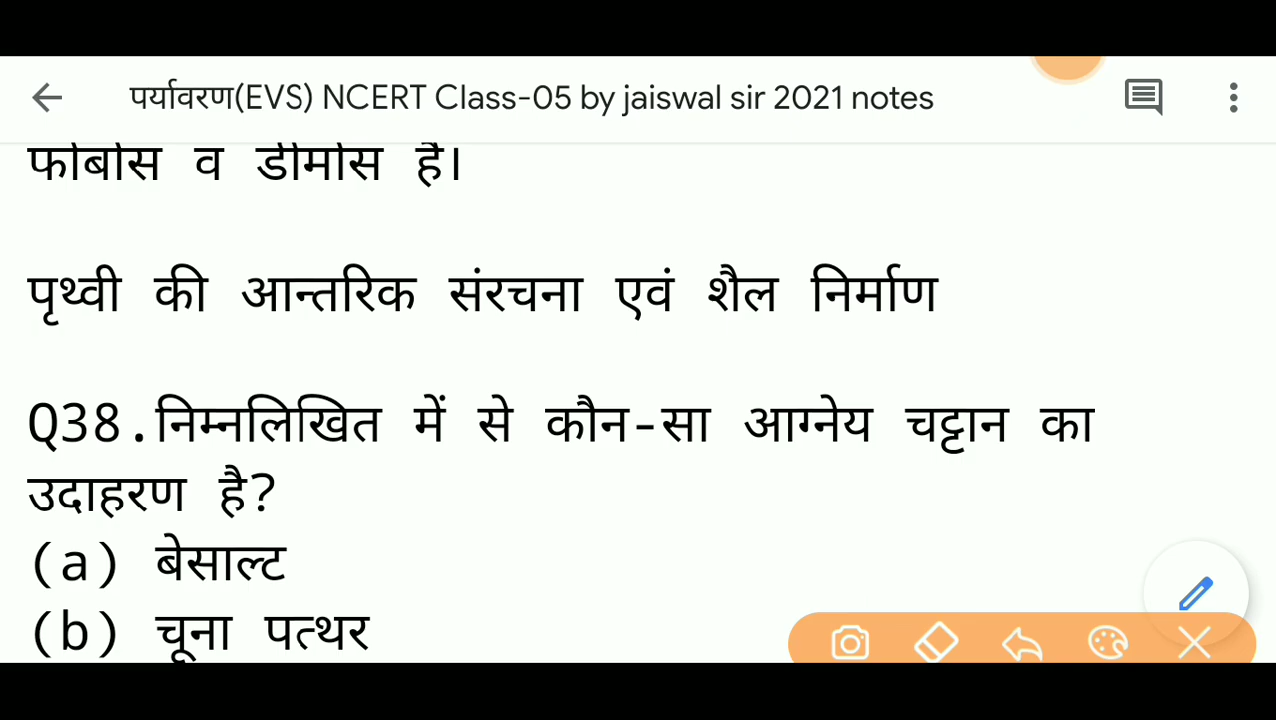 पर्यावरण(EVS) NCERT Class-05 by jaiswal sir 2021 notes
फोबोस व डीमोस है।
पृथ्वी की आन्तरिक संरचना एवं शैल निर्माण
Q38.निम्नलिखित में से कौन-सा आग्नेय चट्टान का
उदाहरण है?
(a) बेसाल्ट
(b) चूना पत्थर